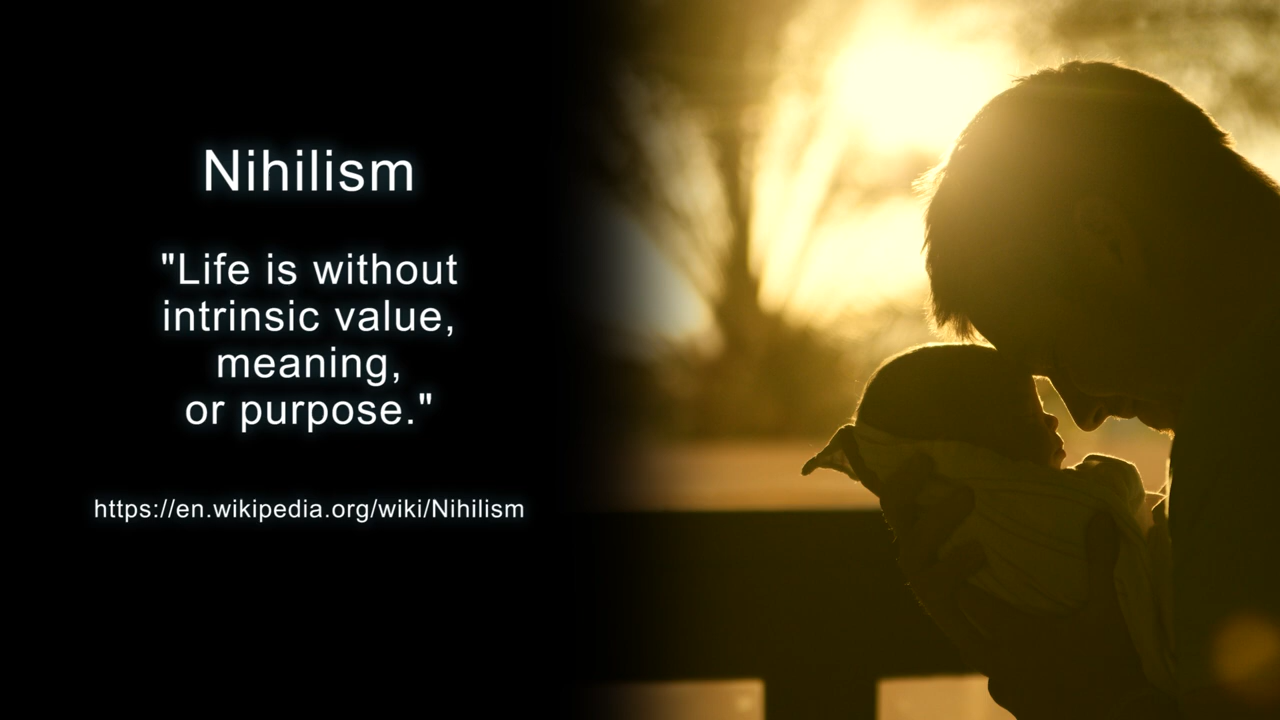 Nihilism
"Life is without
intrinsic value,
meaning,
or purpose."
https://en.wikipedia.org/wiki/Nihilism